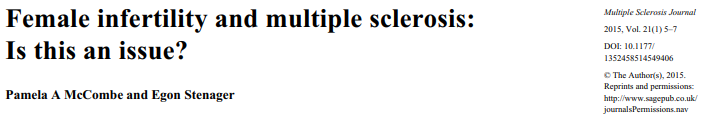 Female infertility and multiple sclerosis:
Is this an issue?
Pamela A McCombe and Egon Stenager
Multiple Sclerosis Journal
2015, Vol. 21(1) 5–7
DOI: 10.1177/
1352458514549406
© The Author(s), 2015.
Reprints and permissions:
http://www.sagepub.co.uk/
journalsPermissions.nav